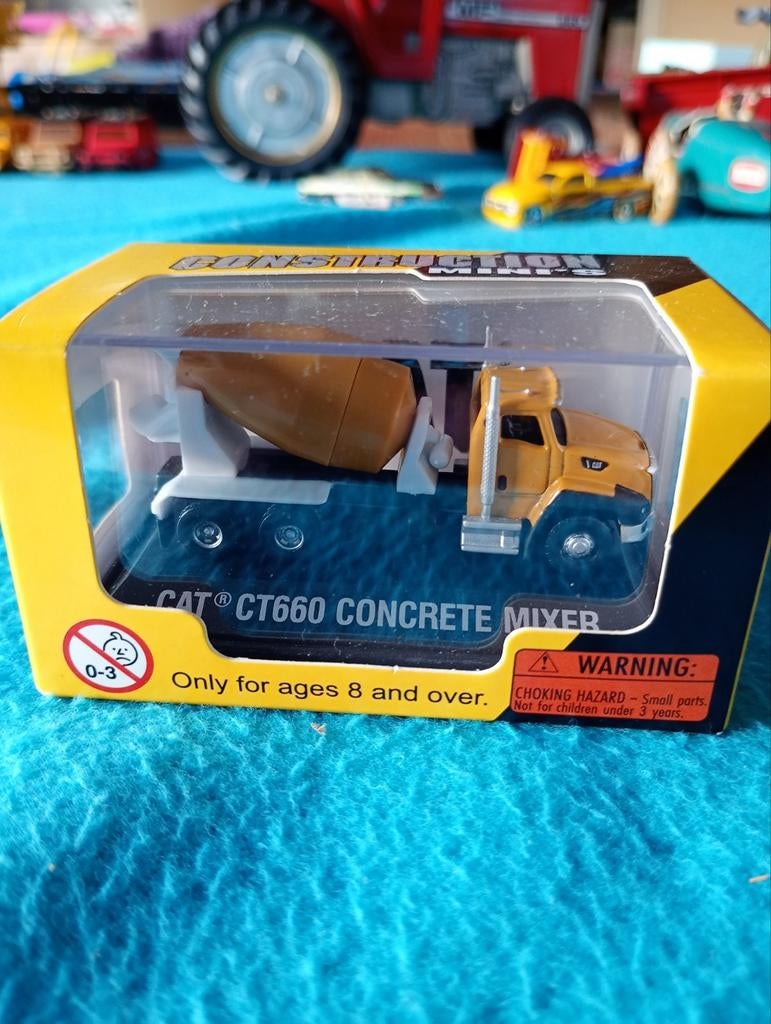 CONSTRUCTION
MINI'S
CAT
CAT® CT660 CONCRETE MIXER
0-3
Only for ages 8 and over.
WARNING:
CHOKING HAZARD – Small parts.
Not for children under 3 years.